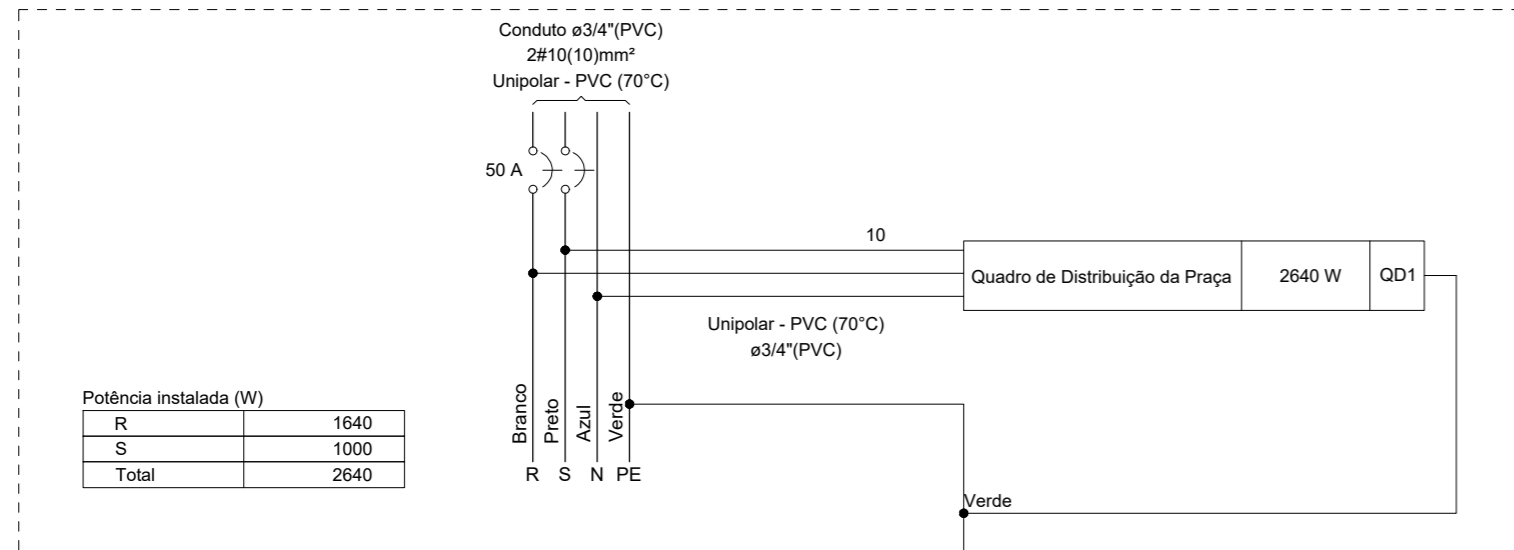 Conduto ø3/4"(PVC)
2#10(10)mm²
Unipolar - PVC (70°C)
50 A
10
Quadro de Distribuição da Praça 2640 W QD1
Unipolar - PVC (70°C)
ø3/4"(PVC)
Potência instalada (W)
R 1640
S 1000
Total 2640
Branco
Preto
Azul
Verde
R S N PE
Verde